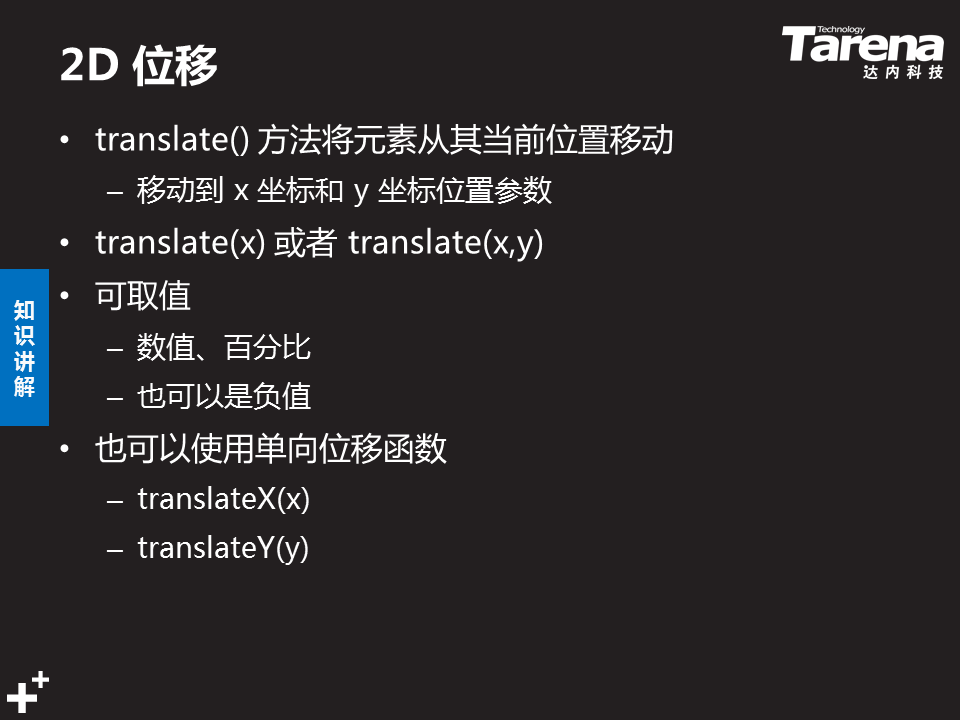 2D 位移
Technology
Tarena
达内科技
• translate() 方法将元素从其当前位置移动
– 移动到 x 坐标和 y 坐标位置参数
• translate(x) 或者 translate(x,y)
• 可取值
– 数值、百分比
– 也可以是负值
• 也可以使用单向位移函数
– translateX(x)
– translateY(y)
知
识
讲
解